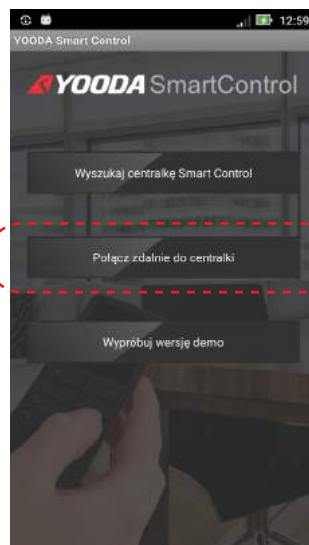 12:59
YOODA Smart Control
YOODA SmartControl
Wyszukaj centralkę Smart Control
Połącz zdalnie do centralki
Wypróbuj wersję demo